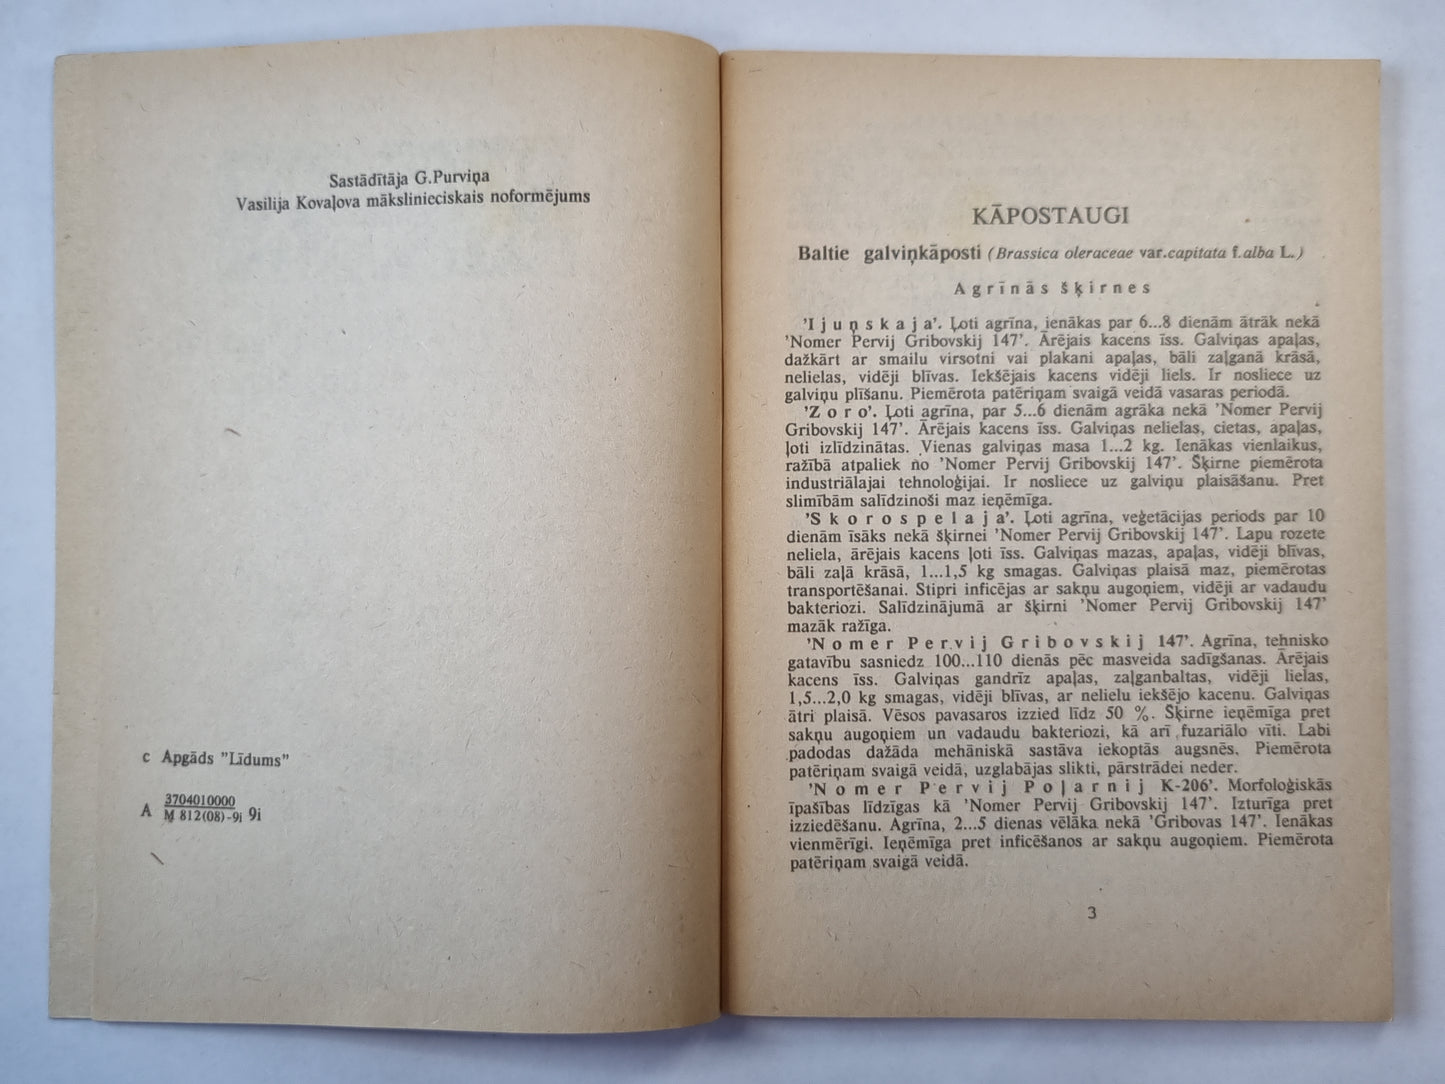 Sastādītāja G.Purviņa
Vasilija Kovaļova mākslinieciskais noformējums
c Apgāds "Līdums"
A 3704010000
M 812(08)-9i 9i
KĀPOSTAUGI
Baltie galviņkāposti (Brassica oleraceae var.capitata f.alba L.)
Agrīnās šķirnes
'Ijuņskaja'. Ļoti agrīna, ienākas par 6...8 dienām ātrāk nekā
'Nomer Pervij Gribovskij 147'. Ārējais kacens īss. Galviņas apaļas,
dažkārt ar smailu virsotni vai plakani apaļas, bāli zaļganā krāsā,
nelielas, vidēji blīvas. Iekšējais kacens vidēji liels. Ir nosliece uz
galviņu plīšanu. Piemērota patēriņam svaigā veidā vasaras periodā.
'Zoro'. Ļoti agrīna, par 5...6 dienām agrāka nekā 'Nomer Pervij
Gribovskij 147'. Ārējais kacens īss. Galviņas nelielas, cietas, apaļas,
ļoti izlīdzinātas. Vienas galviņas masa 1...2 kg. Ienākas vienlaikus,
ražībā atpaliek no 'Nomer Pervij Gribovskij 147'. Šķirne piemērota
industriālajai tehnoloģijai. Ir nosliece uz galviņu plaisāšanu. Pret
slimībām salīdzinoši maz ieņēmīga.
'Skorospelaja'. Ļoti agrīna, veģetācijas periods par 10
dienām īsāks nekā šķirnei 'Nomer Pervij Gribovskij 147'. Lapu rozete
neliela, ārējais kacens ļoti īss. Galviņas mazas, apaļas, vidēji blīvas,
bāli zaļā krāsā, 1...1,5 kg smagas. Galviņas plaisā maz, piemērotas
transportēšanai. Stipri inficējas ar sakņu augoņiem, vidēji ar vadaudu
bakteriozi. Salīdzinājumā ar šķirni 'Nomer Pervij Gribovskij 147'
mazāk ražīga.
'Nomer Pervij Gribovskij 147'. Agrīna, tehnisko
gatavību sasniedz 100...110 dienās pēc masveida sadīgšanas. Ārējais
kacens īss. Galviņas gandrīz apaļas, zaļganbaltas, vidēji lielas,
1,5...2,0 kg smagas, vidēji blīvas, ar nelielu iekšējo kacenu. Galviņas
ātri plaisā. Vēsos pavasaros izzied līdz 50 %. Šķirne ieņēmīga pret
sakņu augoņiem un vadaudu bakteriozi, kā arī fuzariālo vīti. Labi
padodas dažāda mehāniskā sastāva iekoptās augsnēs. Piemērota
patēriņam svaigā veidā, uzglabājas slikti, pārstrādei neder.
'Nomer Pervij Poļarnij K-206'. Morfoloģiskās
īpašības līdzīgas kā 'Nomer Pervij Gribovskij 147'. Izturīga pret
izziedēšanu. Agrīna, 2...5 dienas vēlāka nekā 'Gribovas 147'. Ienākas
vienmērīgi. Ieņēmīga pret inficēšanos ar sakņu augoņiem. Piemērota
patēriņam svaigā veidā.
3